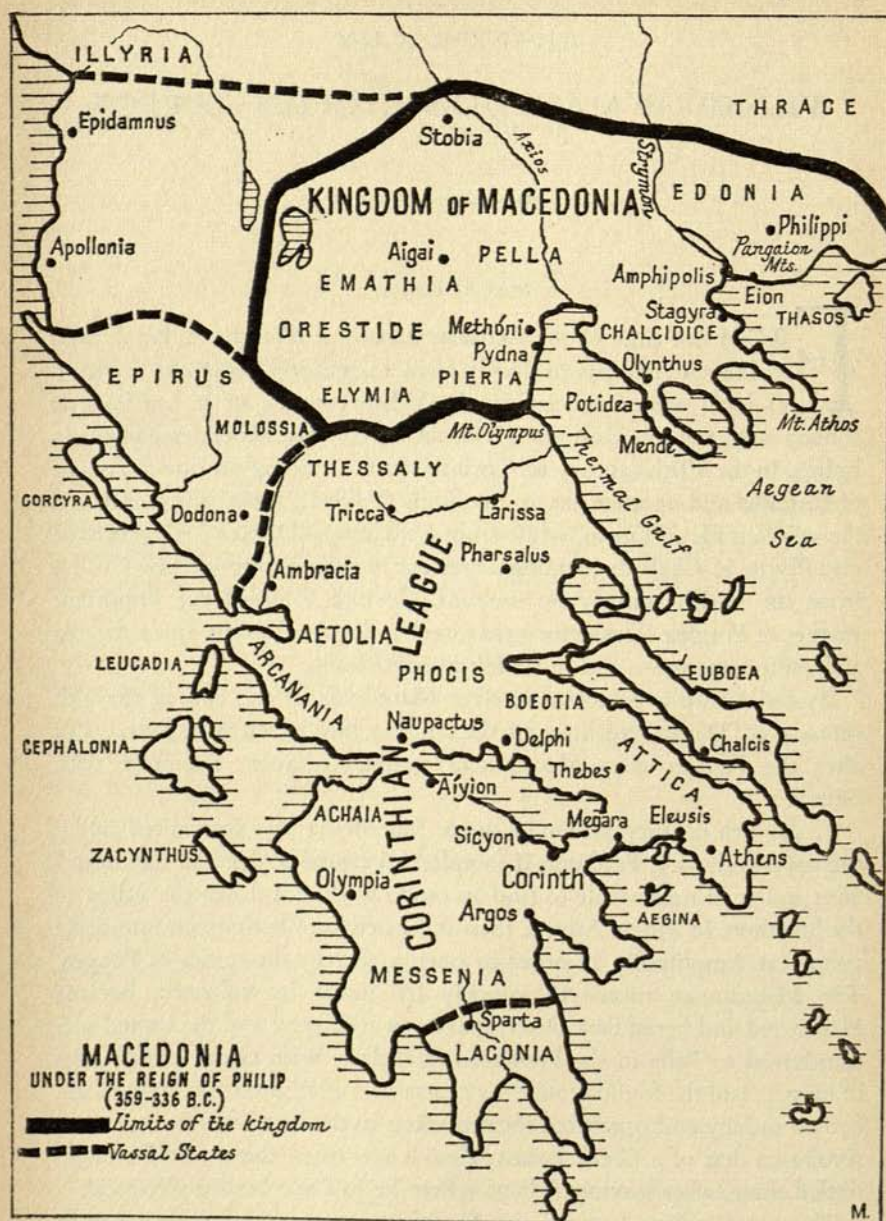 ILLYRIA
THRACE
Epidamnus
Stobia
Axios
Strymon
EDONIA
KINGDOM OF MACEDONIA
Philippi
Pangaion
Mts.
Apollonia
Aigai
PELLA
Amphipolis
Eion
EMATHIA
Stagyra
THASOS
ORESTIDE
Methóni
CHALCIDICE
Pydna
Olynthus
EPIRUS
PIERIA
ELYMIA
Potidea
MOLOSSIA
Mt. Olympus
Mende
Mt. Athos
THESSALY
Thermal Gulf
Aegean
Sea
CORCYRA
Dodona
Tricca
Larissa
Pharsalus
Ambracia
CORINTHIAN LEAGUE
AETOLIA
LEUCADIA
ARCANANIA
PHOCIS
EUBOEA
BOEOTIA
CEPHALONIA
Naupactus
Delphi
ATTICA
Chalcis
Thebes
Aíyion
ACHAIA
Megara
Eleusis
Sicyon
ZACYNTHUS
Athens
Corinth
Olympia
Argos
AEGINA
MESSENIA
Sparta
LACONIA
MACEDONIA
UNDER THE REIGN OF PHILIP
(359-336 B.C.)
Limits of the kingdom
Vassal States
M.